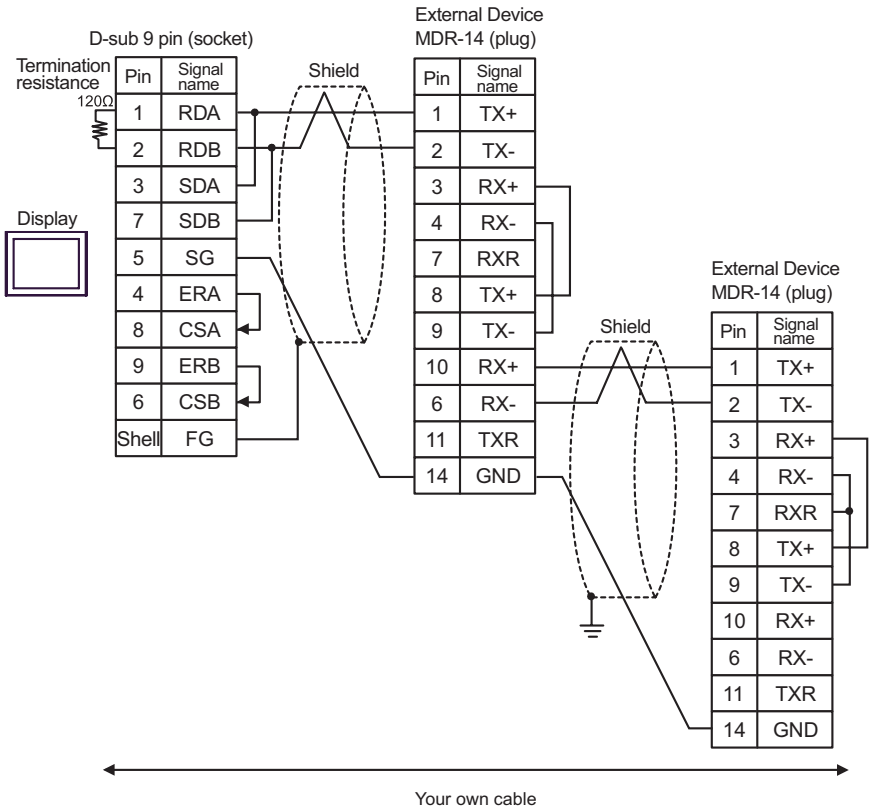 D-sub 9 pin (socket)
Termination
resistance
120Ω
Pin Signal name
1 RDA
2 RDB
3 SDA
7 SDB
5 SG
4 ERA
8 CSA
9 ERB
6 CSB
Shell FG
Display
Shield
External Device
MDR-14 (plug)
Pin Signal name
1 TX+
2 TX-
3 RX+
4 RX-
7 RXR
8 TX+
9 TX-
10 RX+
6 RX-
11 TXR
14 GND
Shield
External Device
MDR-14 (plug)
Pin Signal name
1 TX+
2 TX-
3 RX+
4 RX-
7 RXR
8 TX+
9 TX-
10 RX+
6 RX-
11 TXR
14 GND
Your own cable